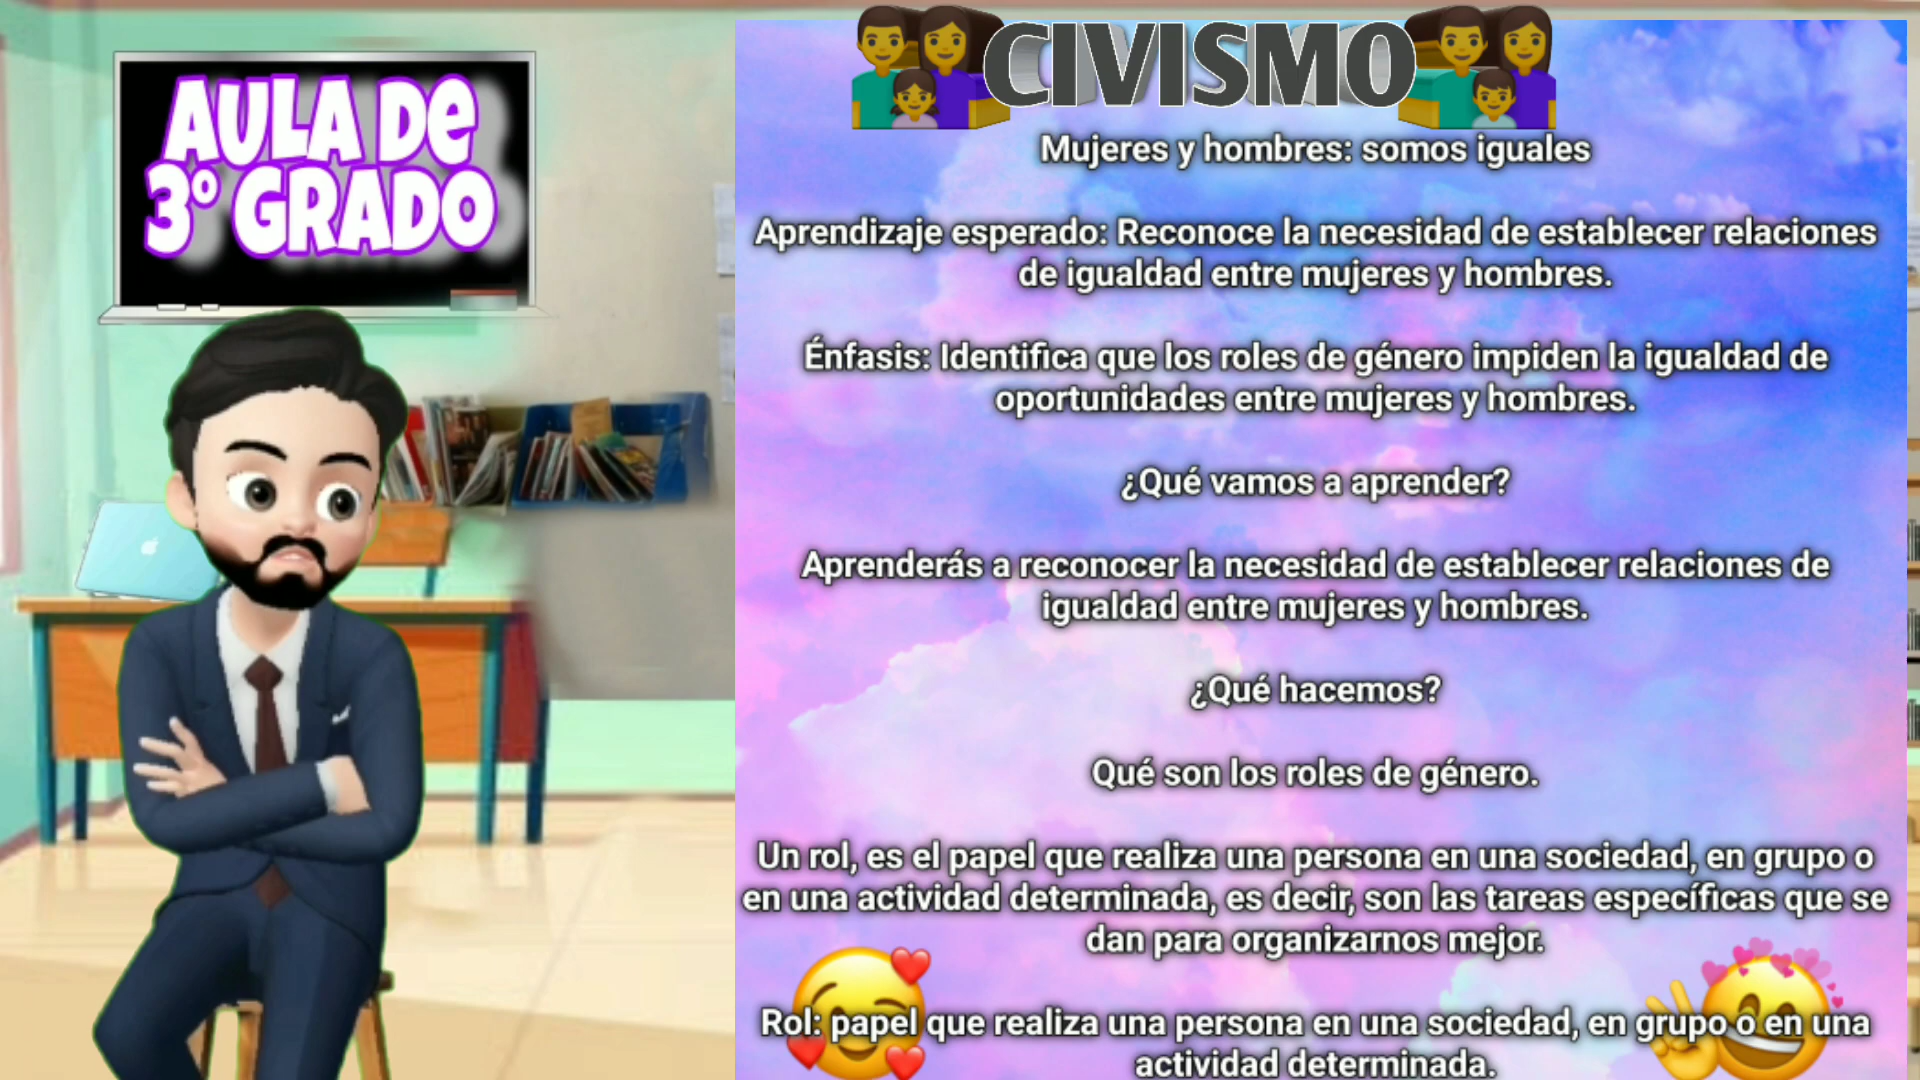 AULA DE
3º GRADO
CIVISMO
Mujeres y hombres: somos iguales
Aprendizaje esperado: Reconoce la necesidad de establecer relaciones
de igualdad entre mujeres y hombres.
Énfasis: Identifica que los roles de género impiden la igualdad de
oportunidades entre mujeres y hombres.
¿Qué vamos a aprender?
Aprenderás a reconocer la necesidad de establecer relaciones de
igualdad entre mujeres y hombres.
¿Qué hacemos?
Qué son los roles de género.
Un rol, es el papel que realiza una persona en una sociedad, en grupo o
en una actividad determinada, es decir, son las tareas específicas que se
dan para organizarnos mejor.
Rol: papel que realiza una persona en una sociedad, en grupo o en una
actividad determinada.